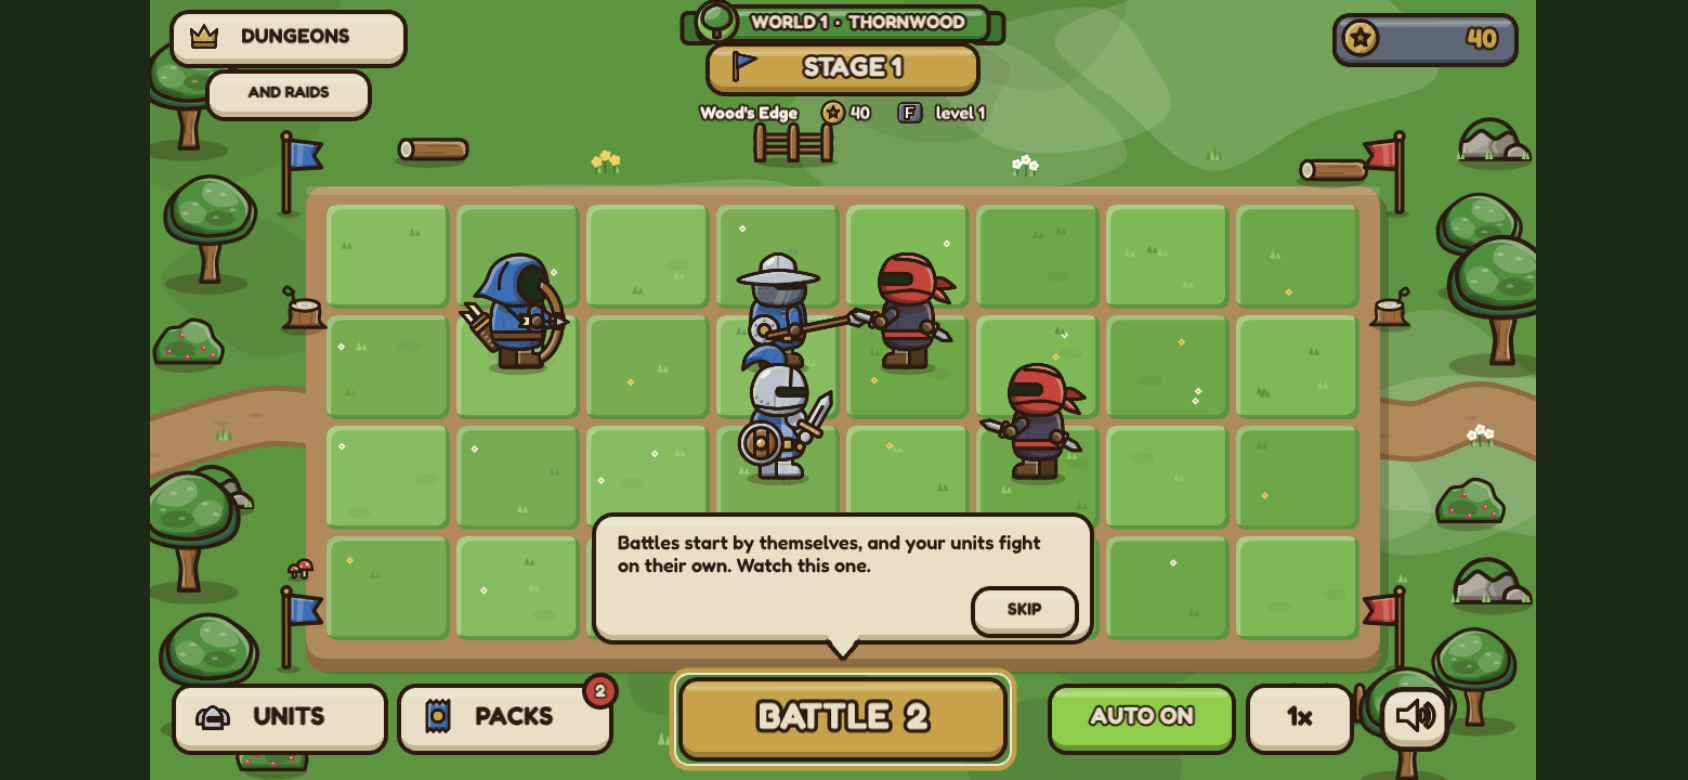 DUNGEONS
AND RAIDS
WORLD 1 • THORNWOOD
STAGE 1
Wood's Edge 40 F level 1
40
Battles start by themselves, and your units fight
on their own. Watch this one.
SKIP
UNITS
PACKS
2
BATTLE 2
AUTO ON
1x